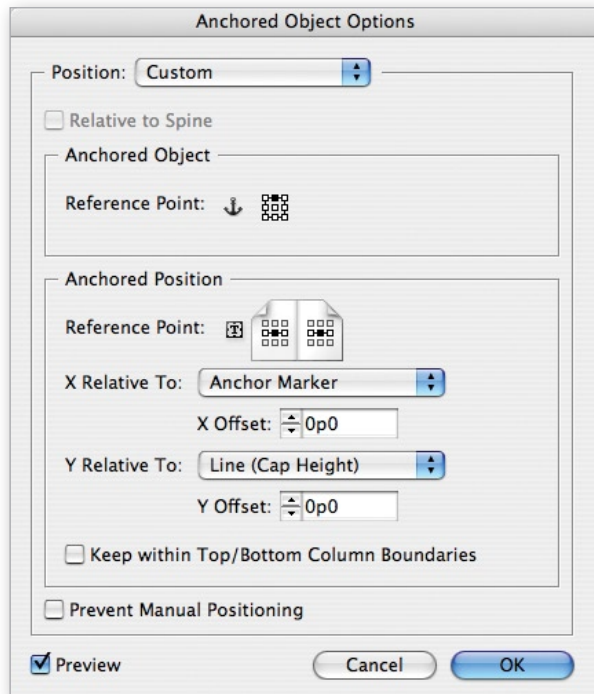 Anchored Object Options
Position: Custom
Relative to Spine
Anchored Object
Reference Point:
Anchored Position
Reference Point: T
X Relative To: Anchor Marker
X Offset: 0p0
Y Relative To: Line (Cap Height)
Y Offset: 0p0
Keep within Top/Bottom Column Boundaries
Prevent Manual Positioning
Preview Cancel OK